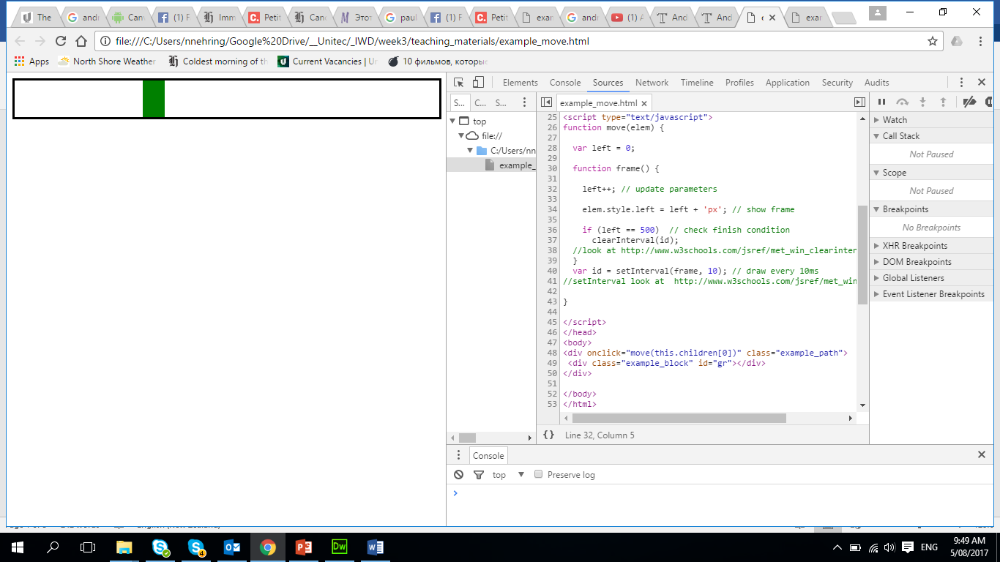 The
andr
Can
(1) F
Imm
Petit
Canc
Этот
paul
(1) F
Petit
exar
andr
(1) A
And
And
e
exar
file:///C:/Users/nnehring/Google%20Drive/__Unitec/_IWD/week3/teaching_materials/example_move.html
Apps
North Shore Weather
Coldest morning of th
Current Vacancies | Un
10 фильмов, которые
Elements Console Sources Network Timeline Profiles Application Security Audits
S... C... S...
example_move.html
top
file://
C:/Users/nn
example_
25 <script type="text/javascript">
26 function move(elem) {
27
28 var left = 0;
29
30 function frame() {
31
32 left++; // update parameters
33
34 elem.style.left = left + 'px'; // show frame
35
36 if (left == 500)  // check finish condition
37 clearInterval(id);
38 //look at http://www.w3schools.com/jsref/met_win_clearinter
39 }
40 var id = setInterval(frame, 10); // draw every 10ms
41 //setInterval look at  http://www.w3schools.com/jsref/met_win
42
43 }
44
45 </script>
46 </head>
47 <body>
48 <div onclick="move(this.children[0])" class="example_path">
49 <div class="example_block" id="gr"></div>
50 </div>
51
52 </body>
53 </html>
{} Line 32, Column 5
Watch
Call Stack
Not Paused
Scope
Not Paused
Breakpoints
No Breakpoints
XHR Breakpoints
DOM Breakpoints
Global Listeners
Event Listener Breakpoints
Console
top
Preserve log
>
4
Dw
ENG
9:49 AM
5/08/2017